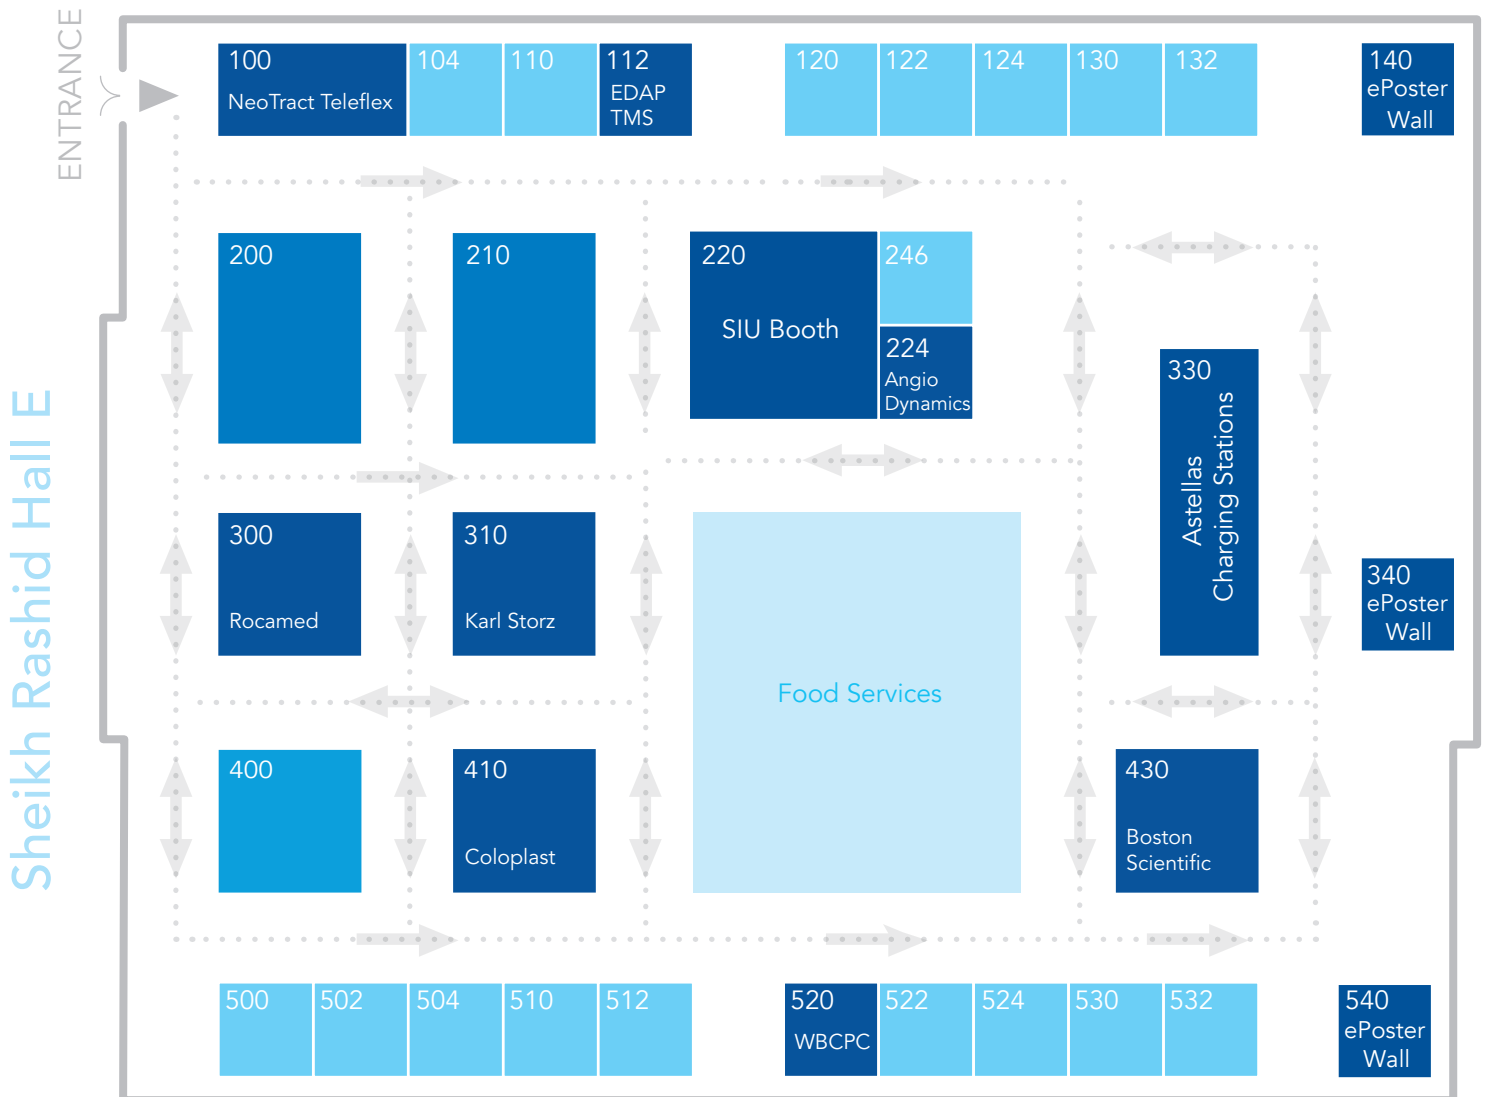 ENTRANCE
Sheikh Rashid Hall E
100
NeoTract Teleflex
104
110
112
EDAP
TMS
120
122
124
130
132
140
ePoster
Wall
200
210
220
SIU Booth
246
224
Angio
Dynamics
330
Astellas
Charging Stations
300
Rocamed
310
Karl Storz
340
ePoster
Wall
Food Services
400
410
Coloplast
430
Boston
Scientific
500
502
504
510
512
520
WBCPC
522
524
530
532
540
ePoster
Wall